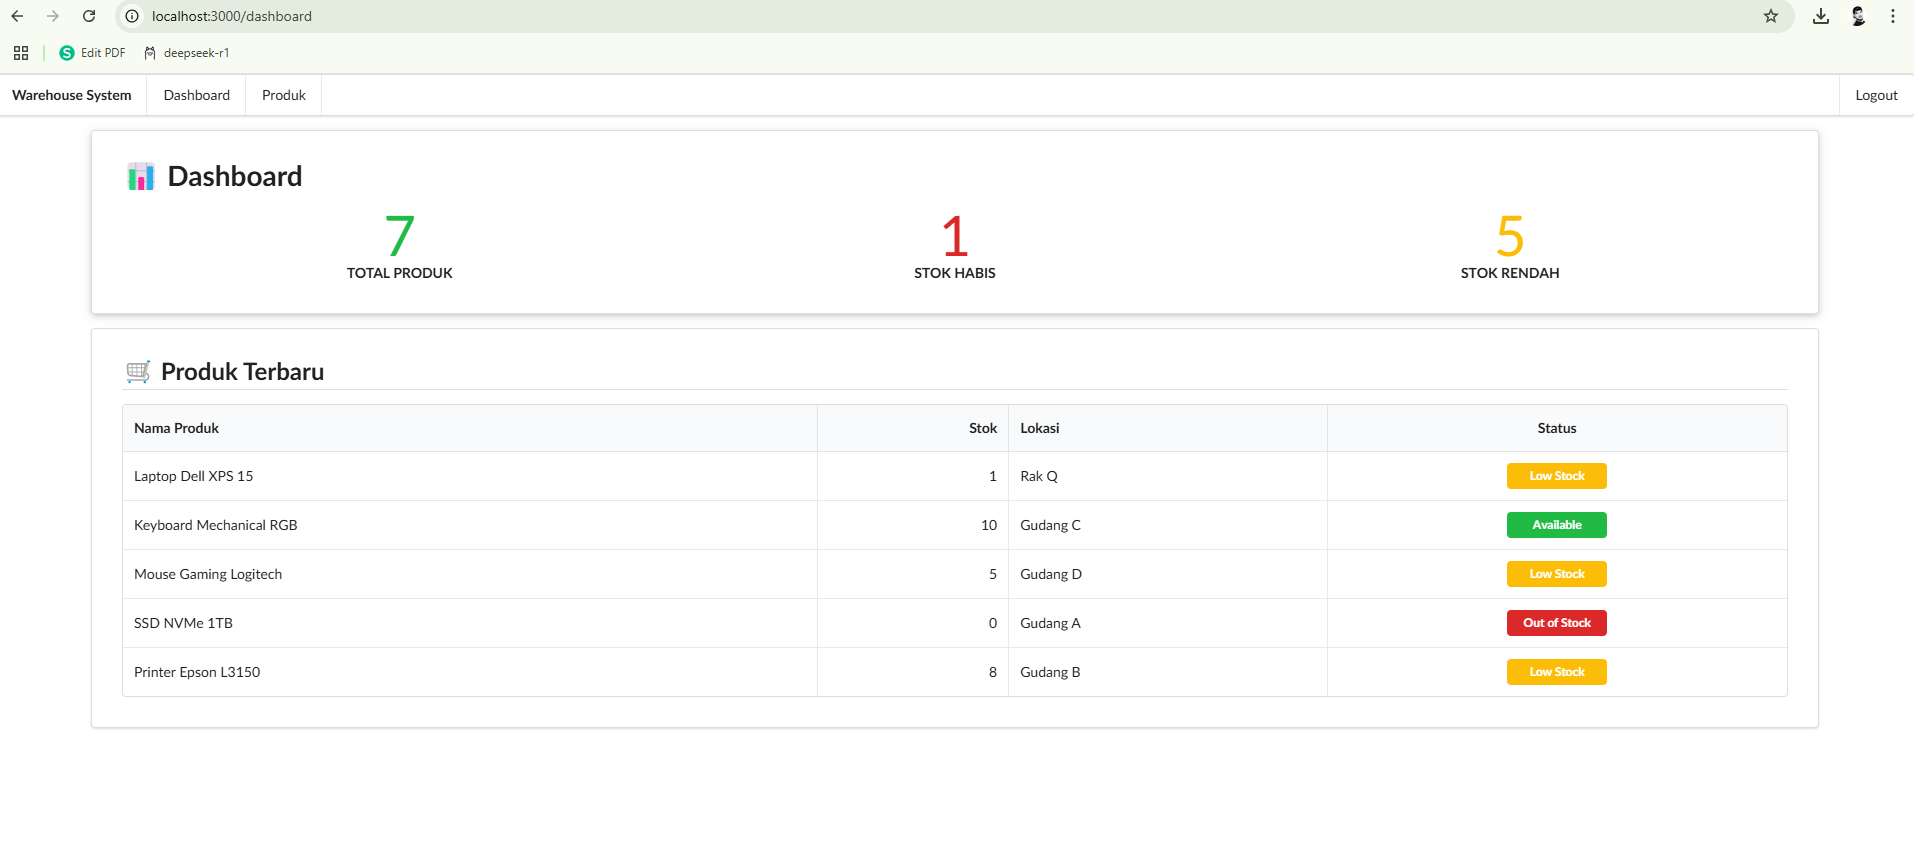 localhost:3000/dashboard
Edit PDF deepseek-r1
Warehouse System Dashboard Produk Logout
Dashboard
7 1 5
TOTAL PRODUK STOK HABIS STOK RENDAH
Produk Terbaru
Nama Produk Stok Lokasi Status
Laptop Dell XPS 15 1 Rak Q Low Stock
Keyboard Mechanical RGB 10 Gudang C Available
Mouse Gaming Logitech 5 Gudang D Low Stock
SSD NVMe 1TB 0 Gudang A Out of Stock
Printer Epson L3150 8 Gudang B Low Stock